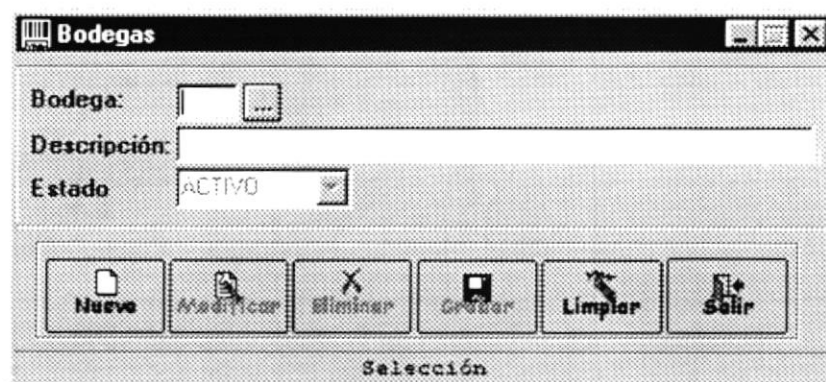 Bodegas
Bodega: ...
Descripción:
Estado ACTIVO
Nuevo Modificar Eliminar Grabar Limpiar Salir
Selección